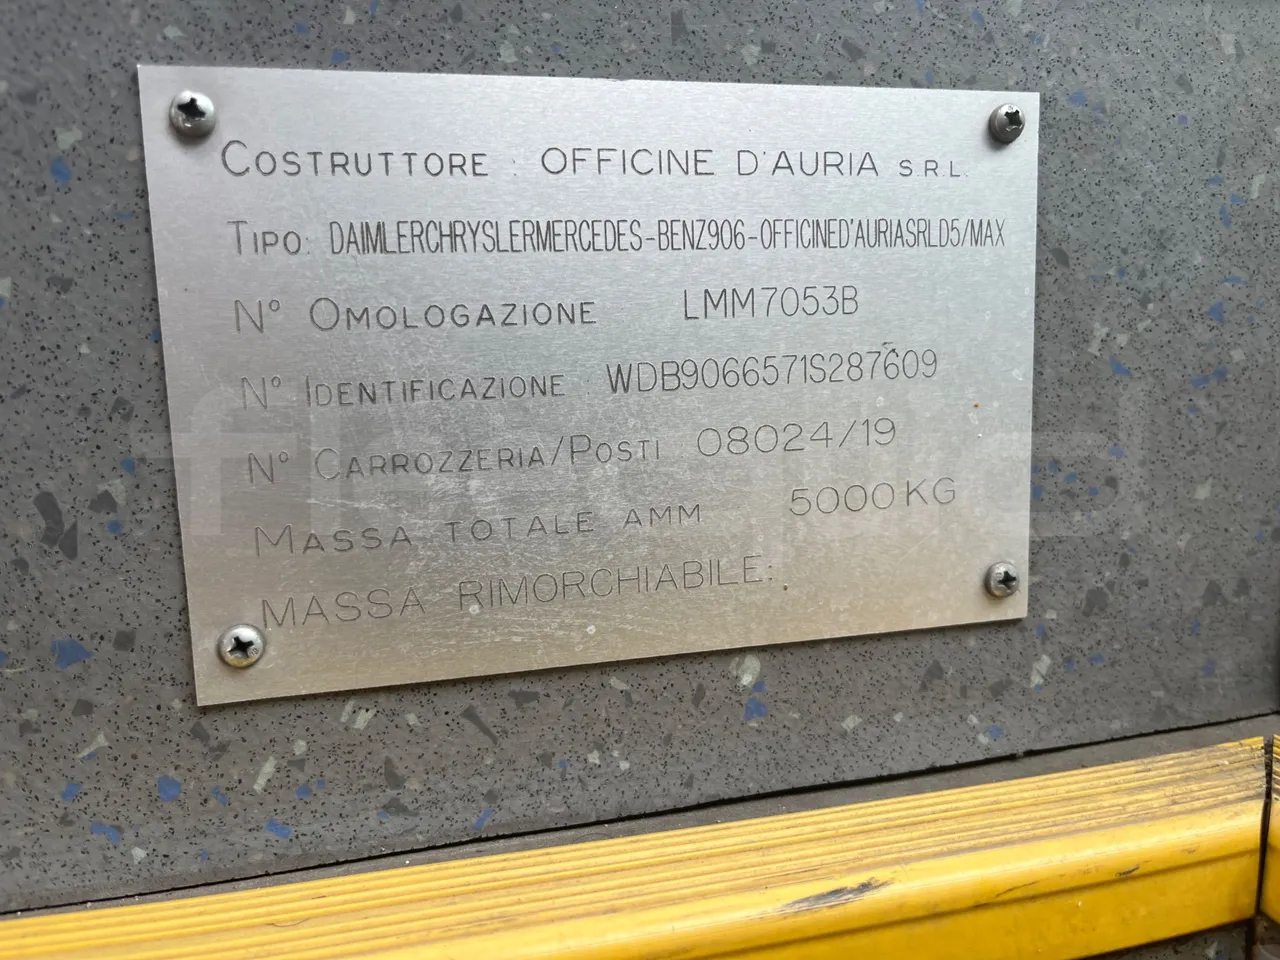 COSTRUTTORE : OFFICINE D'AURIA S.R.L.
TIPO: DAIMLERCHRYSLERMERCEDES-BENZ906-OFFICINED'AURIASRLD5/MAX
N° OMOLOGAZIONE LMM7053B
N° IDENTIFICAZIONE : WDB9066571S287609
N° CARROZZERIA/POSTI 08024/19
MASSA TOTALE AMM 5000KG
MASSA RIMORCHIABILE: